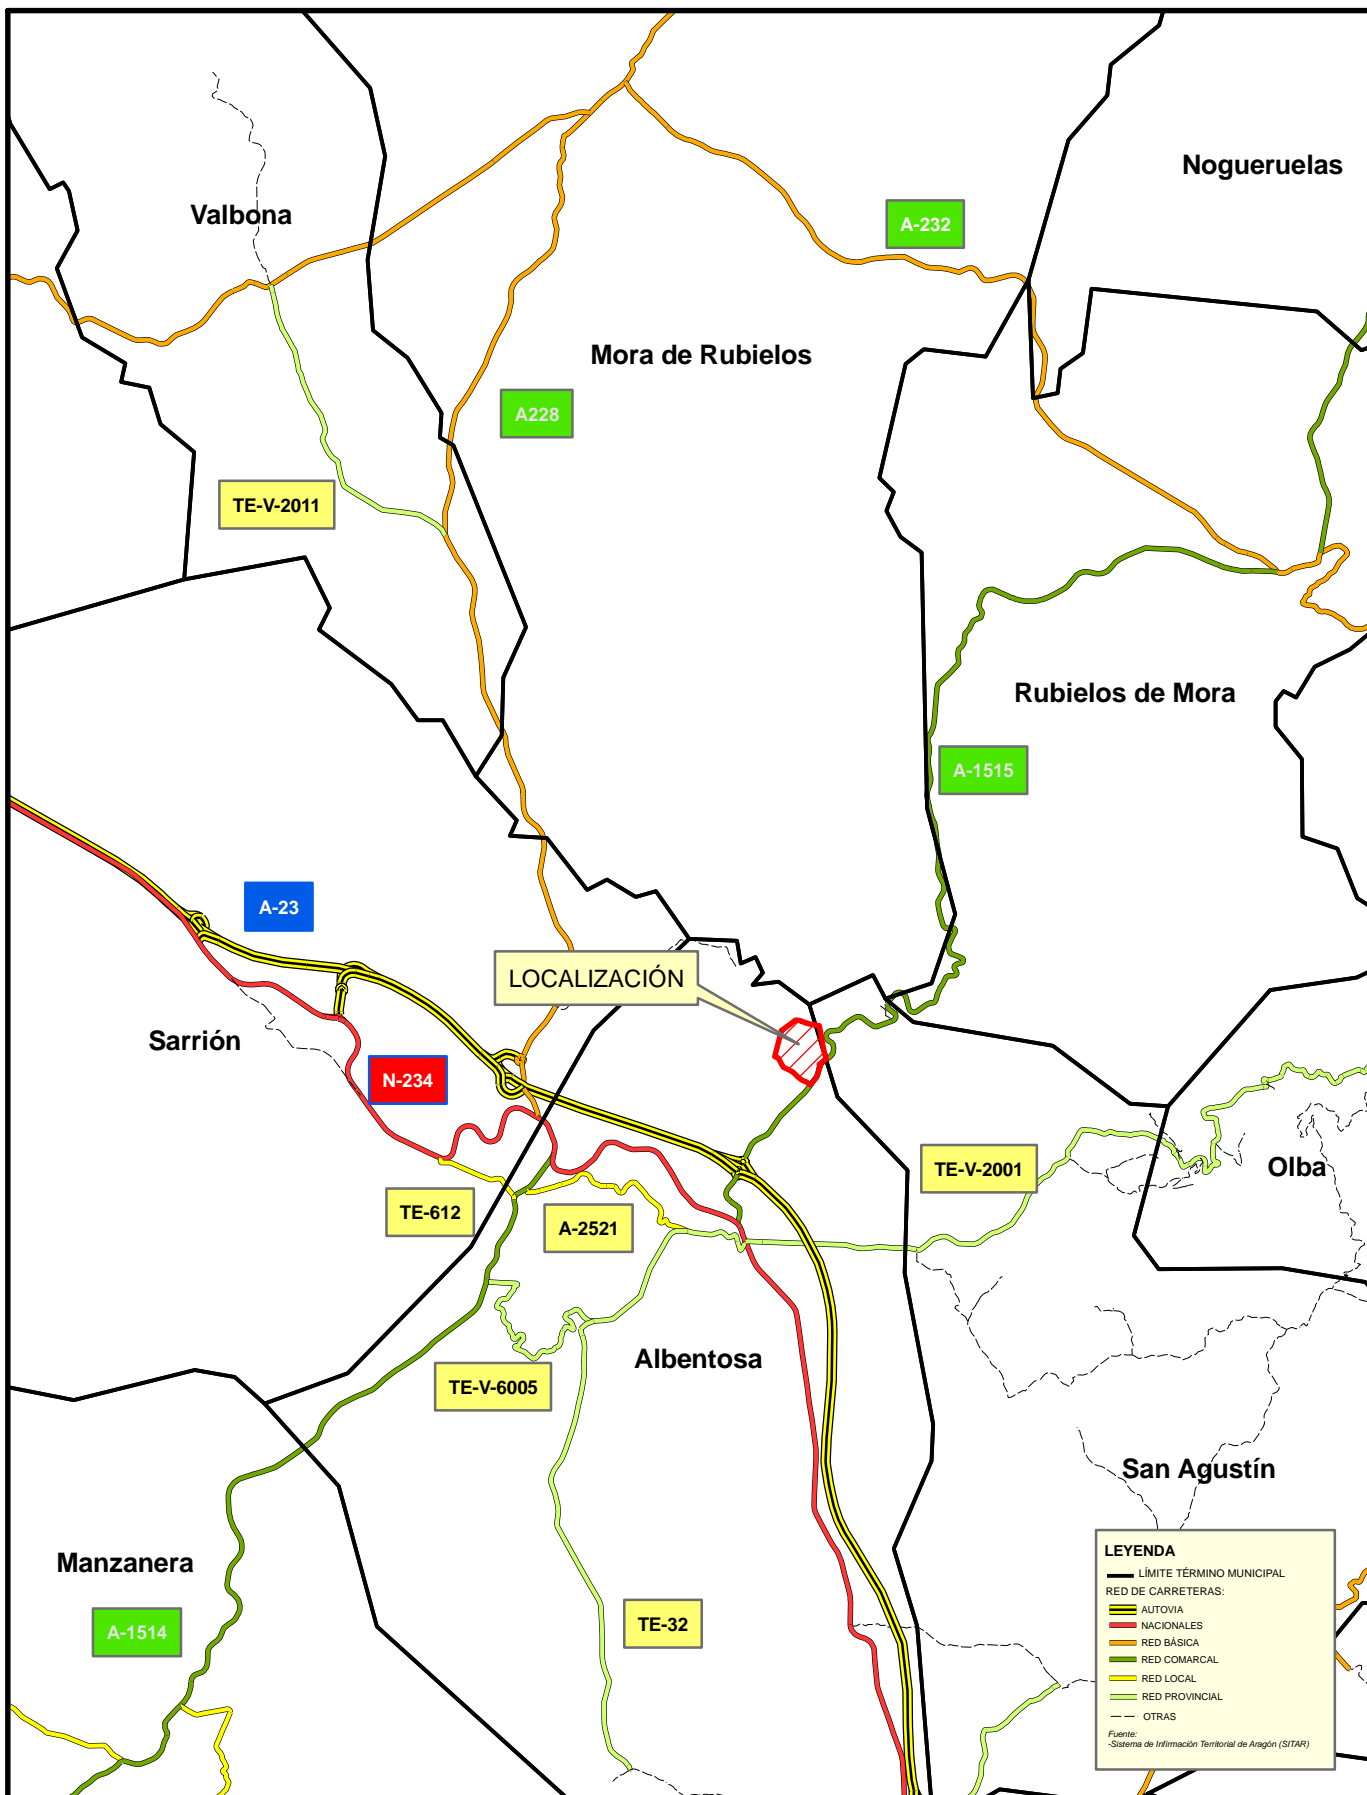 Nogueruelas
Valbona
A-232
Mora de Rubielos
A228
TE-V-2011
Rubielos de Mora
A-1515
A-23
LOCALIZACIÓN
Sarrión
N-234
TE-V-2001
Olba
TE-612
A-2521
Albentosa
TE-V-6005
San Agustín
Manzanera
A-1514
TE-32
LEYENDA
LÍMITE TÉRMINO MUNICIPAL
RED DE CARRETERAS:
AUTOVIA
NACIONALES
RED BÁSICA
RED COMARCAL
RED LOCAL
RED PROVINCIAL
OTRAS
Fuente:
-Sistema de Infirmación Territorial de Aragón (SITAR)